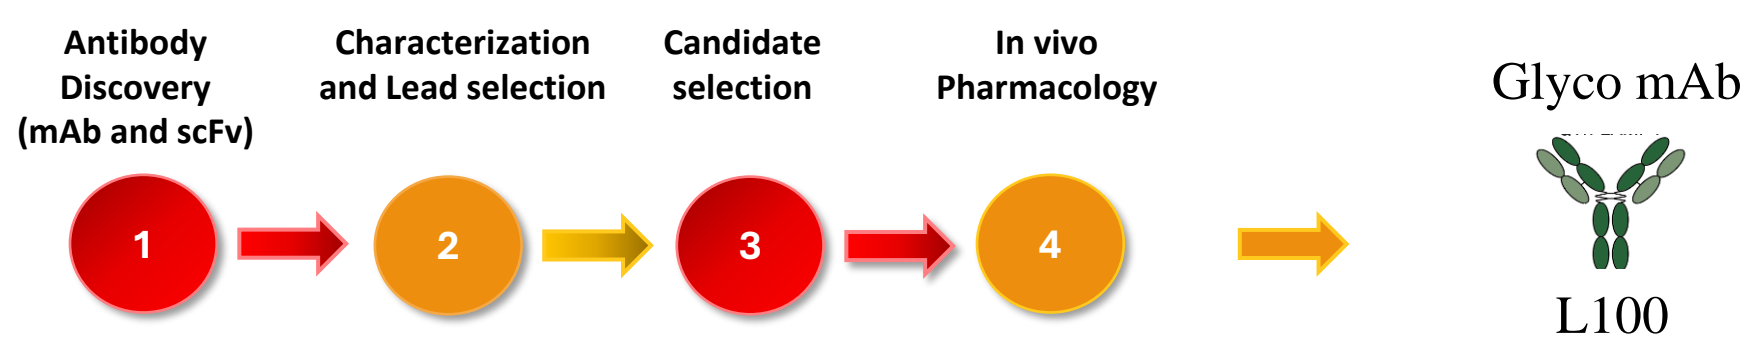 Antibody
Discovery
(mAb and scFv)
Characterization
and Lead selection
Candidate
selection
In vivo
Pharmacology
Glyco mAb
1
2
3
4
L100